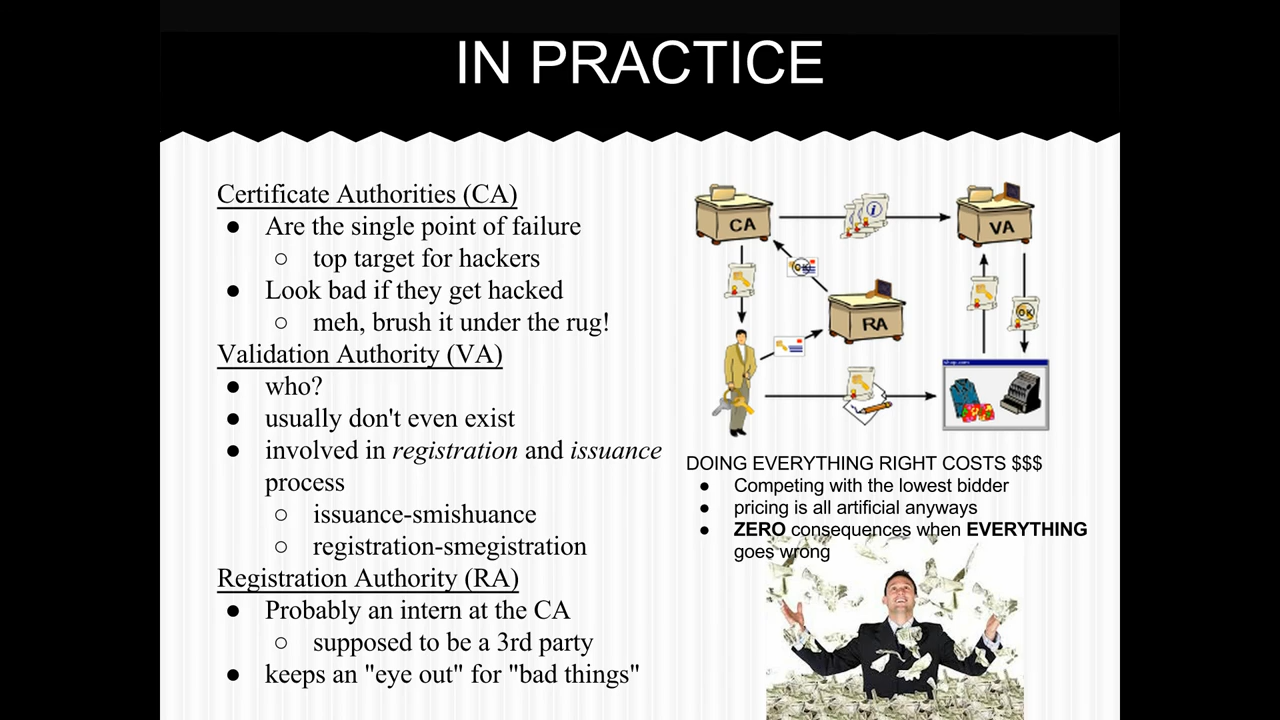 IN PRACTICE
Certificate Authorities (CA)
● Are the single point of failure
○ top target for hackers
● Look bad if they get hacked
○ meh, brush it under the rug!
Validation Authority (VA)
● who?
● usually don't even exist
● involved in registration and issuance
process
○ issuance-smishuance
○ registration-smegistration
Registration Authority (RA)
● Probably an intern at the CA
○ supposed to be a 3rd party
● keeps an "eye out" for "bad things"
CA
i
VA
OK
RA
OK
shop.com
DOING EVERYTHING RIGHT COSTS $$$
● Competing with the lowest bidder
● pricing is all artificial anyways
● ZERO consequences when EVERYTHING
goes wrong